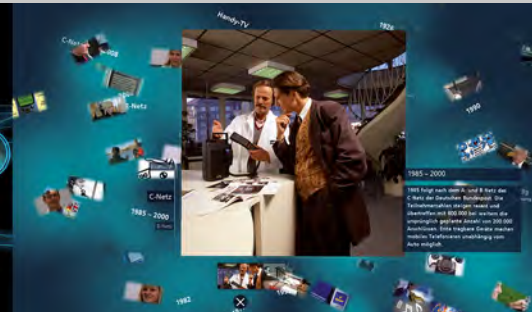 Handy-TV
1926
C-Netz
E-Netz
1990
C-Netz
1985 – 2000
1985 – 2000
1985 folgt nach dem A- und B-Netz das
C-Netz der Deutschen Bundespost. Die
Teilnehmerzahlen steigen rasant und
übertreffen mit 800.000 bei weitem die
ursprünglich geplante Anzahl von 200.000
Anschlüssen. Erste tragbare Geräte machen
mobiles Telefonieren unabhängig vom
Auto möglich.
1982